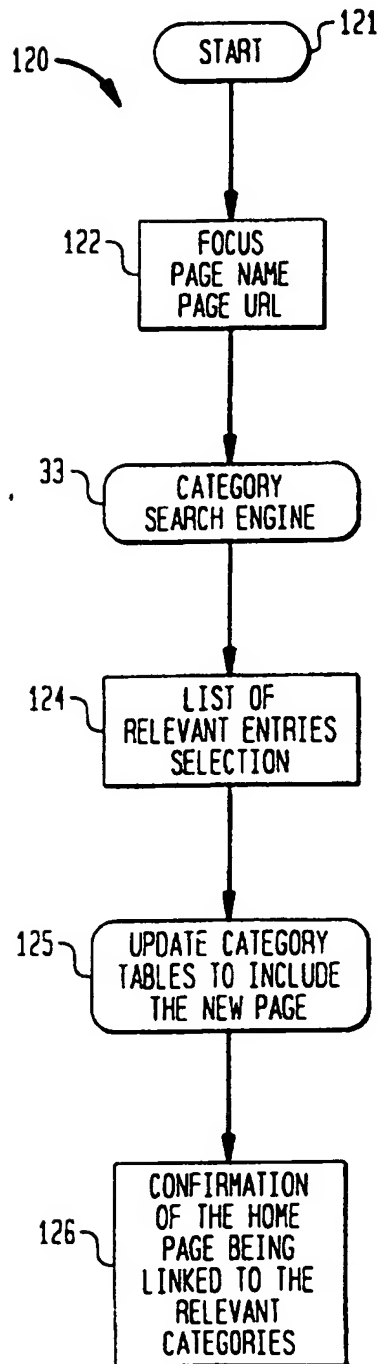 START
121
120
122
FOCUS
PAGE NAME
PAGE URL
33
CATEGORY
SEARCH ENGINE
124
LIST OF
RELEVANT ENTRIES
SELECTION
125
UPDATE CATEGORY
TABLES TO INCLUDE
THE NEW PAGE
126
CONFIRMATION
OF THE HOME
PAGE BEING
LINKED TO THE
RELEVANT
CATEGORIES